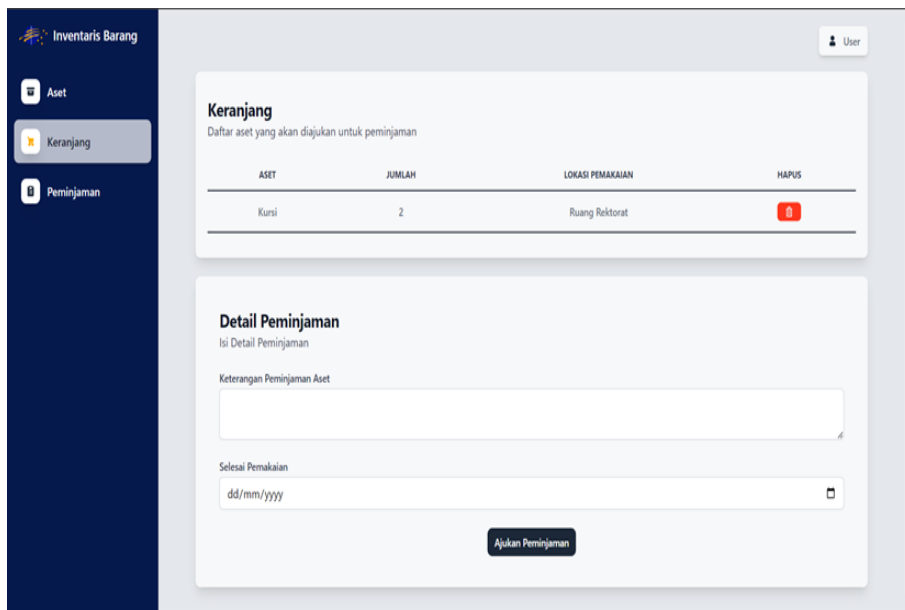 Inventaris Barang
User
Aset
Keranjang
Peminjaman
Keranjang
Daftar aset yang akan diajukan untuk peminjaman
ASET JUMLAH LOKASI PEMAKAIAN HAPUS
Kursi 2 Ruang Rektorat
Detail Peminjaman
Isi Detail Peminjaman
Keterangan Peminjaman Aset
Selesai Pemakaian
dd/mm/yyyy
Ajukan Peminjaman